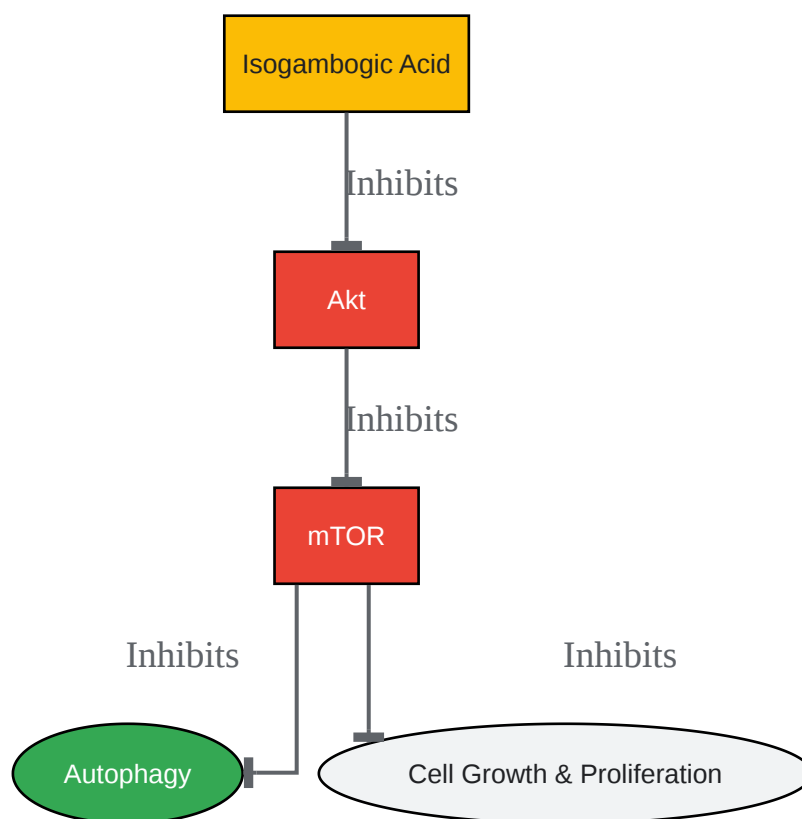 Isogambogic Acid
Inhibits
Akt
Inhibits
mTOR
Inhibits
Inhibits
Autophagy
Cell Growth & Proliferation